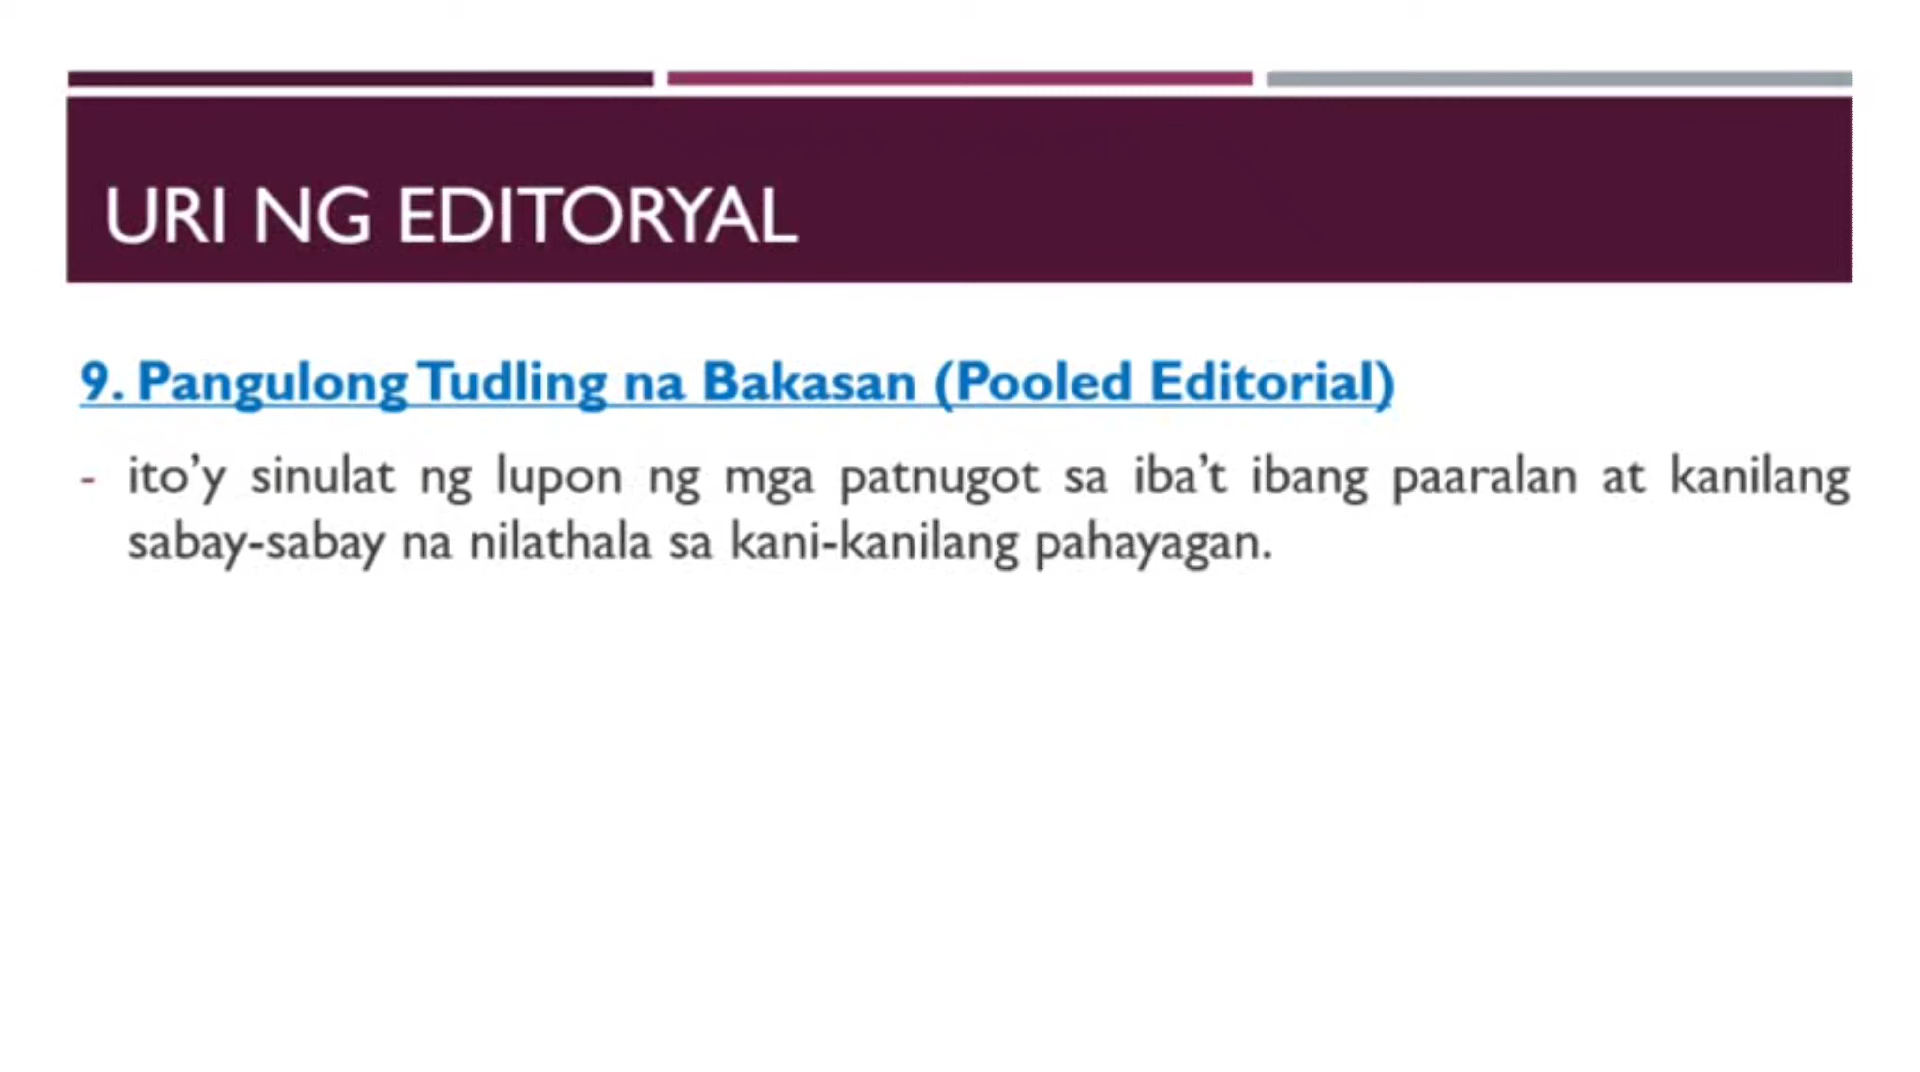 URI NG EDITORYAL
9. Pangulong Tudling na Bakasan (Pooled Editorial)
- ito’y sinulat ng lupon ng mga patnugot sa iba’t ibang paaralan at kanilang
sabay-sabay na nilathala sa kani-kanilang pahayagan.